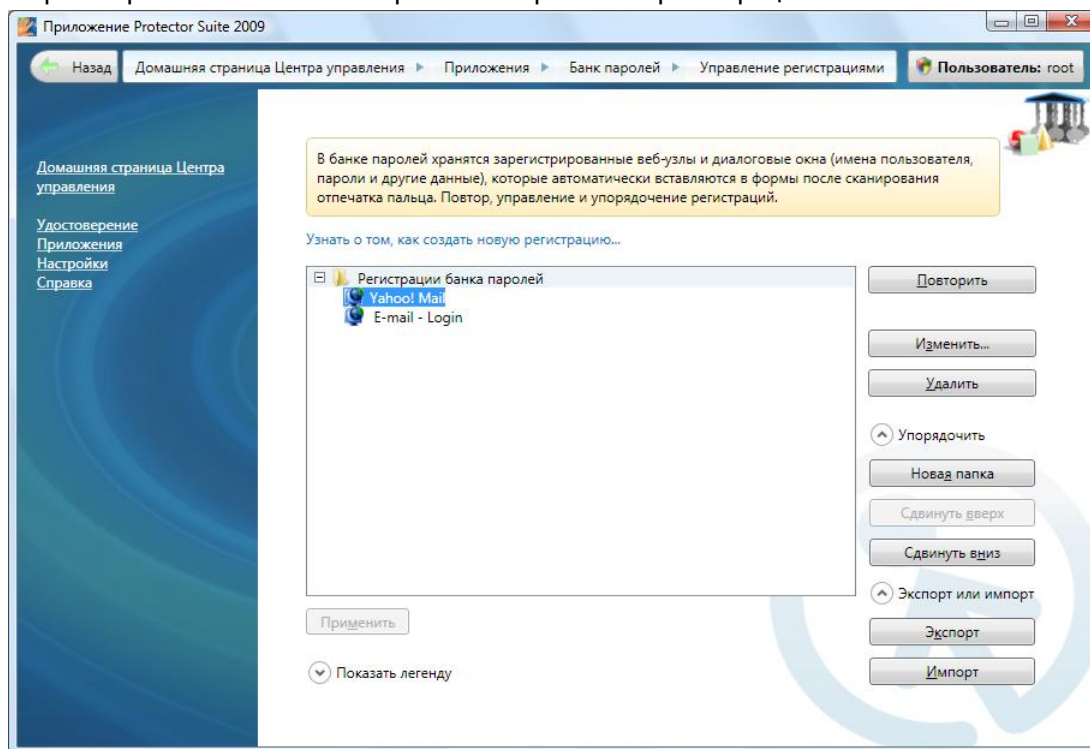 Приложение Protector Suite 2009
Назад
Домашняя страница Центра управления
Приложения
Банк паролей
Управление регистрациями
Пользователь: root
Домашняя страница Центра
управления
Удостоверение
Приложения
Настройки
Справка
В банке паролей хранятся зарегистрированные веб-узлы и диалоговые окна (имена пользователя,
пароли и другие данные), которые автоматически вставляются в формы после сканирования
отпечатка пальца. Повтор, управление и упорядочение регистраций.
Узнать о том, как создать новую регистрацию...
Регистрации банка паролей
Yahoo! Mail
E-mail - Login
Повторить
Изменить...
Удалить
Упорядочить
Новая папка
Сдвинуть вверх
Сдвинуть вниз
Экспорт или импорт
Экспорт
Импорт
Применить
Показать легенду